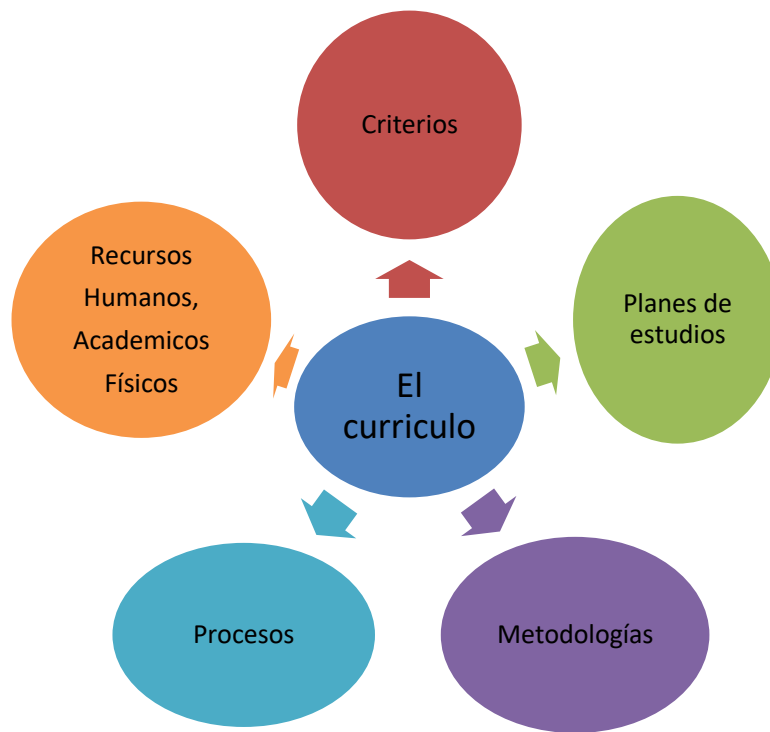 Criterios
Recursos
Humanos,
Academicos
Físicos
Planes de
estudios
El
curriculo
Procesos
Metodologías